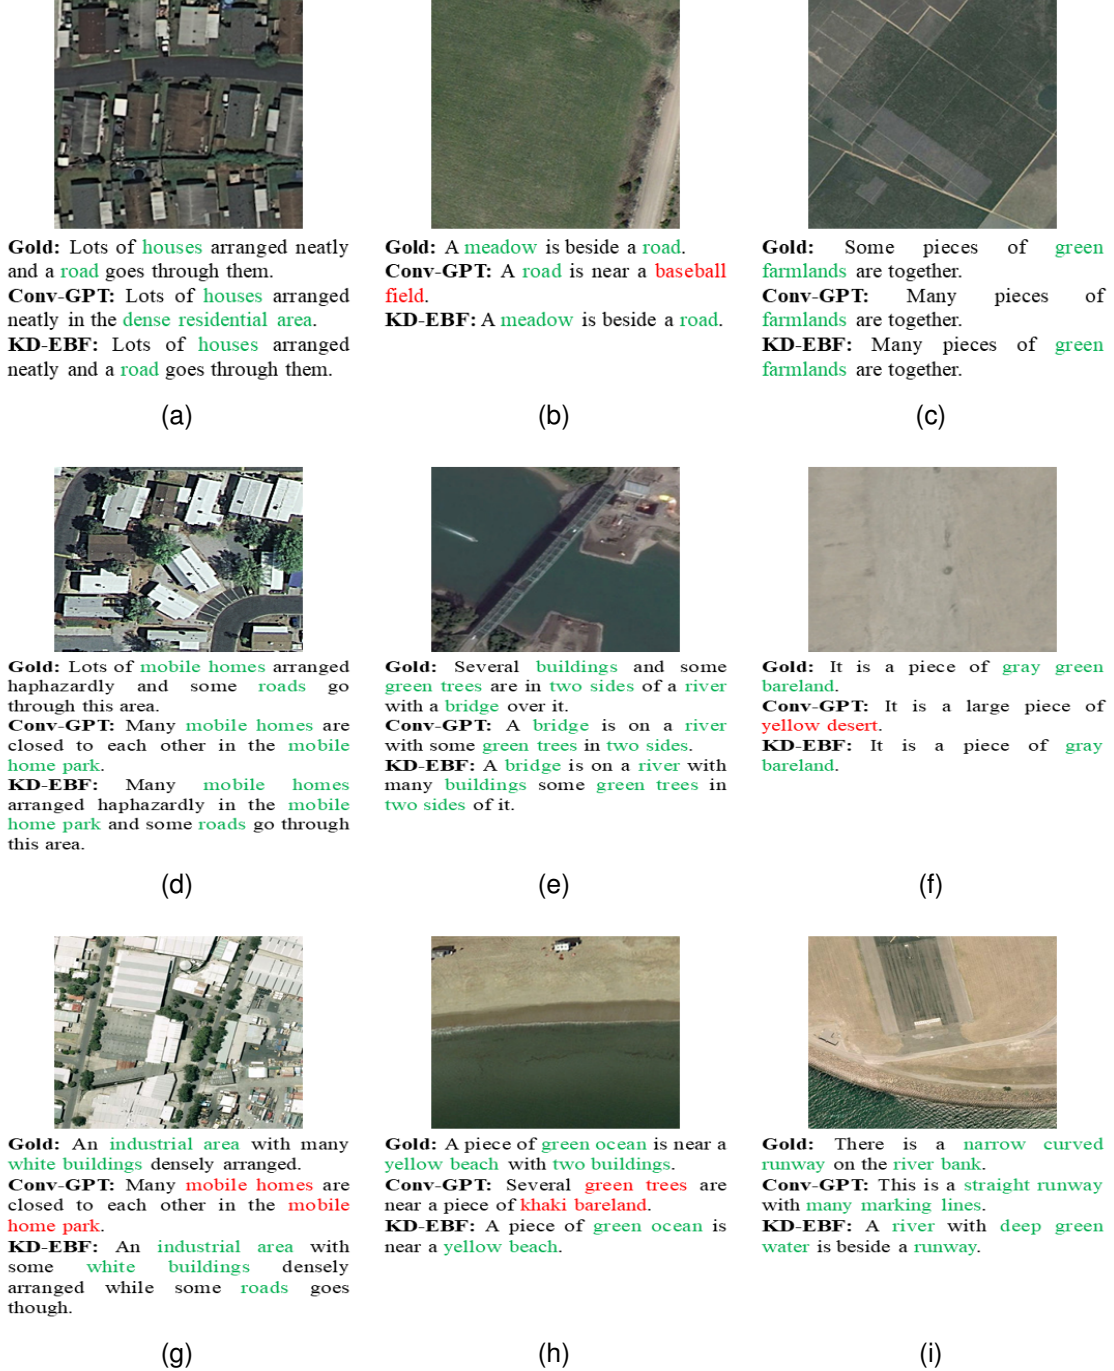 Gold: Lots of houses arranged neatly
and a road goes through them.
Conv-GPT: Lots of houses arranged
neatly in the dense residential area.
KD-EBF: Lots of houses arranged
neatly and a road goes through them.
(a)
Gold: A meadow is beside a road.
Conv-GPT: A road is near a baseball
field.
KD-EBF: A meadow is beside a road.
(b)
Gold: Some pieces of green
farmlands are together.
Conv-GPT: Many pieces of
farmlands are together.
KD-EBF: Many pieces of green
farmlands are together.
(c)
Gold: Lots of mobile homes arranged
haphazardly and some roads go
through this area.
Conv-GPT: Many mobile homes are
closed to each other in the mobile
home park.
KD-EBF: Many mobile homes
arranged haphazardly in the mobile
home park and some roads go through
this area.
(d)
Gold: Several buildings and some
green trees are in two sides of a river
with a bridge over it.
Conv-GPT: A bridge is on a river
with some green trees in two sides.
KD-EBF: A bridge is on a river with
many buildings some green trees in
two sides of it.
(e)
Gold: It is a piece of gray green
bareland.
Conv-GPT: It is a large piece of
yellow desert.
KD-EBF: It is a piece of gray
bareland.
(f)
Gold: An industrial area with many
white buildings densely arranged.
Conv-GPT: Many mobile homes are
closed to each other in the mobile
home park.
KD-EBF: An industrial area with
some white buildings densely
arranged while some roads goes
though.
(g)
Gold: A piece of green ocean is near a
yellow beach with two buildings.
Conv-GPT: Several green trees are
near a piece of khaki bareland.
KD-EBF: A piece of green ocean is
near a yellow beach.
(h)
Gold: There is a narrow curved
runway on the river bank.
Conv-GPT: This is a straight runway
with many marking lines.
KD-EBF: A river with deep green
water is beside a runway.
(i)